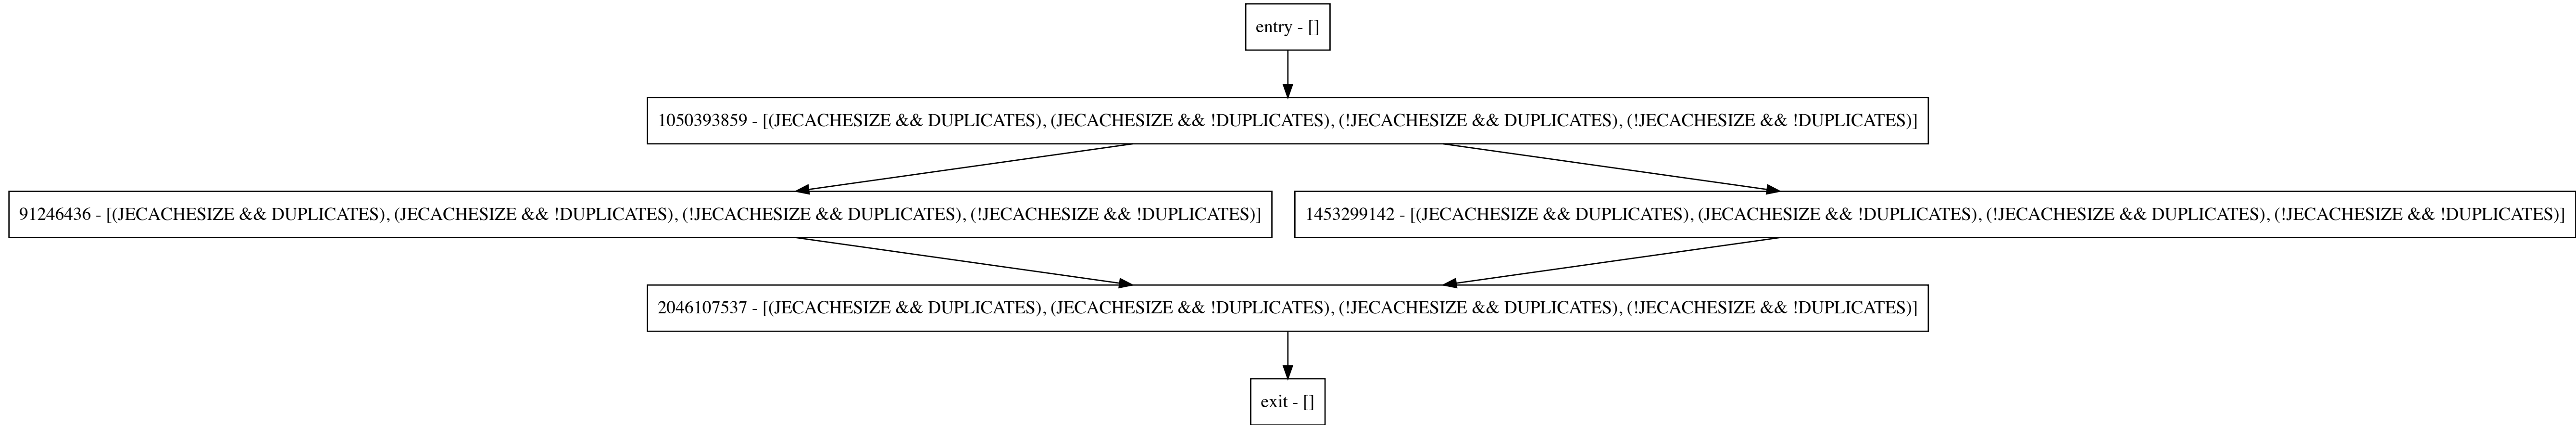 entry - []
1050393859 - [(JECACHESIZE && DUPLICATES), (JECACHESIZE && !DUPLICATES), (!JECACHESIZE && DUPLICATES), (!JECACHESIZE && !DUPLICATES)]
91246436 - [(JECACHESIZE && DUPLICATES), (JECACHESIZE && !DUPLICATES), (!JECACHESIZE && DUPLICATES), (!JECACHESIZE && !DUPLICATES)]
1453299142 - [(JECACHESIZE && DUPLICATES), (JECACHESIZE && !DUPLICATES), (!JECACHESIZE && DUPLICATES), (!JECACHESIZE && !DUPLICATES)]
2046107537 - [(JECACHESIZE && DUPLICATES), (JECACHESIZE && !DUPLICATES), (!JECACHESIZE && DUPLICATES), (!JECACHESIZE && !DUPLICATES)]
exit - []